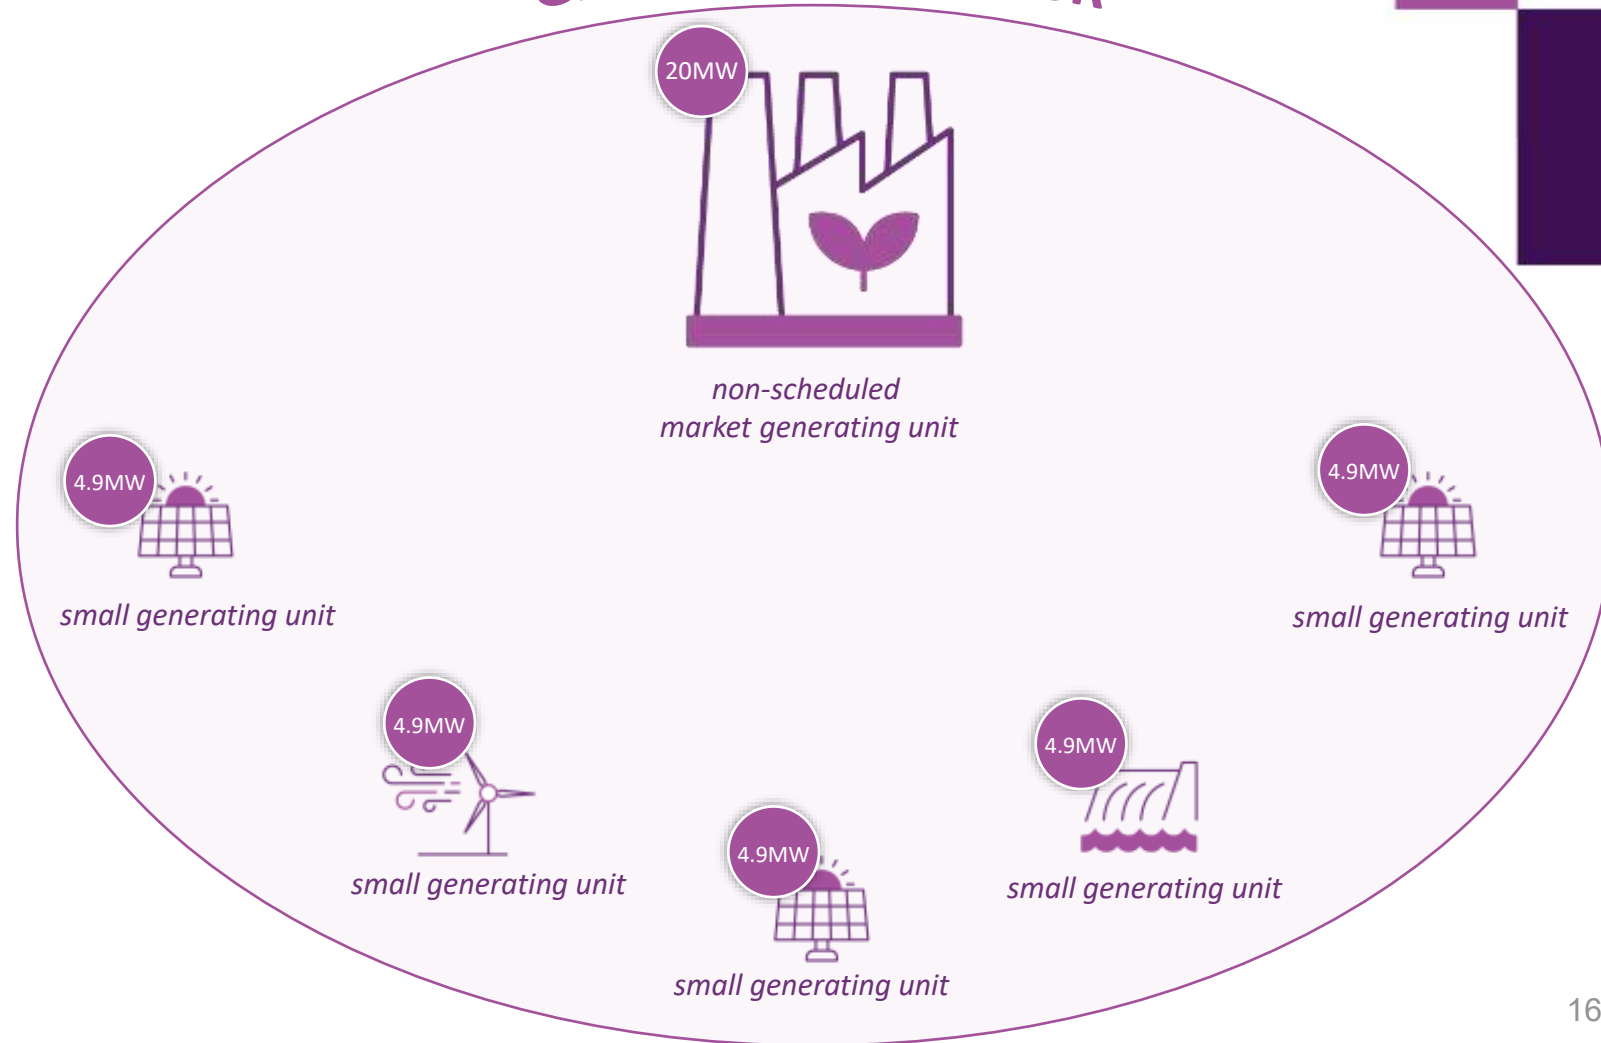 20MW
non-scheduled
market generating unit
4.9MW
small generating unit
4.9MW
small generating unit
4.9MW
small generating unit
4.9MW
small generating unit
4.9MW
small generating unit
16